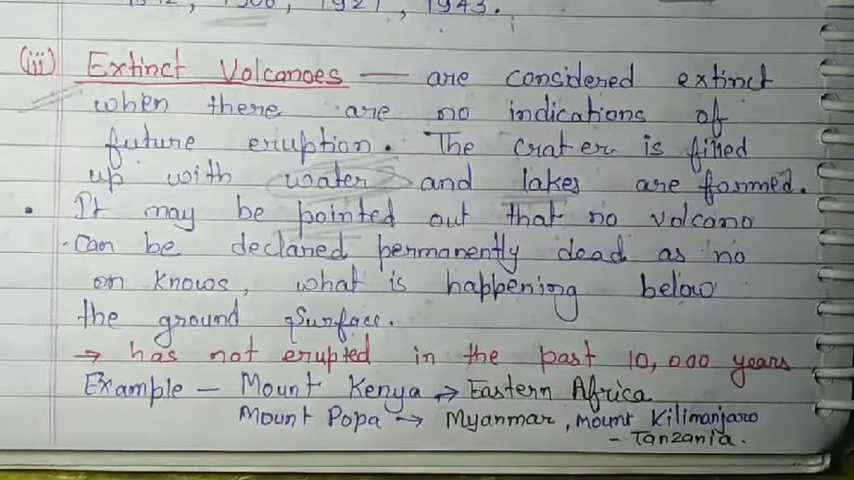 , 1906, 1921, 1943.
(iii) Extinct Volcanoes — are considered extinct
when there are no indications of
future eruption. The crater is filled
up with water and lakes are formed.
• It may be pointed out that no volcano
can be declared permanently dead as no
on knows, what is happening below
the ground surface.
→ has not erupted in the past 10,000 years
Example – Mount Kenya → Eastern Africa
Mount Popa → Myanmar, Mount Kilimanjaro
- Tanzania.